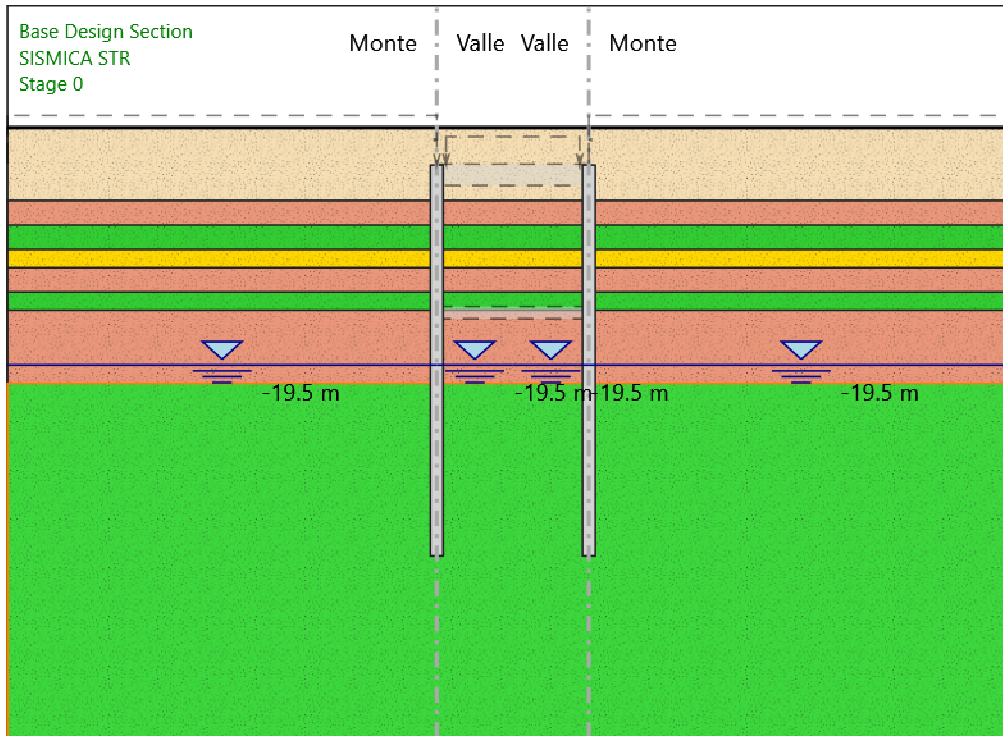 Base Design Section
SISMICA STR
Stage 0
Monte Valle Valle Monte
-19.5 m -19.5 m -19.5 m -19.5 m